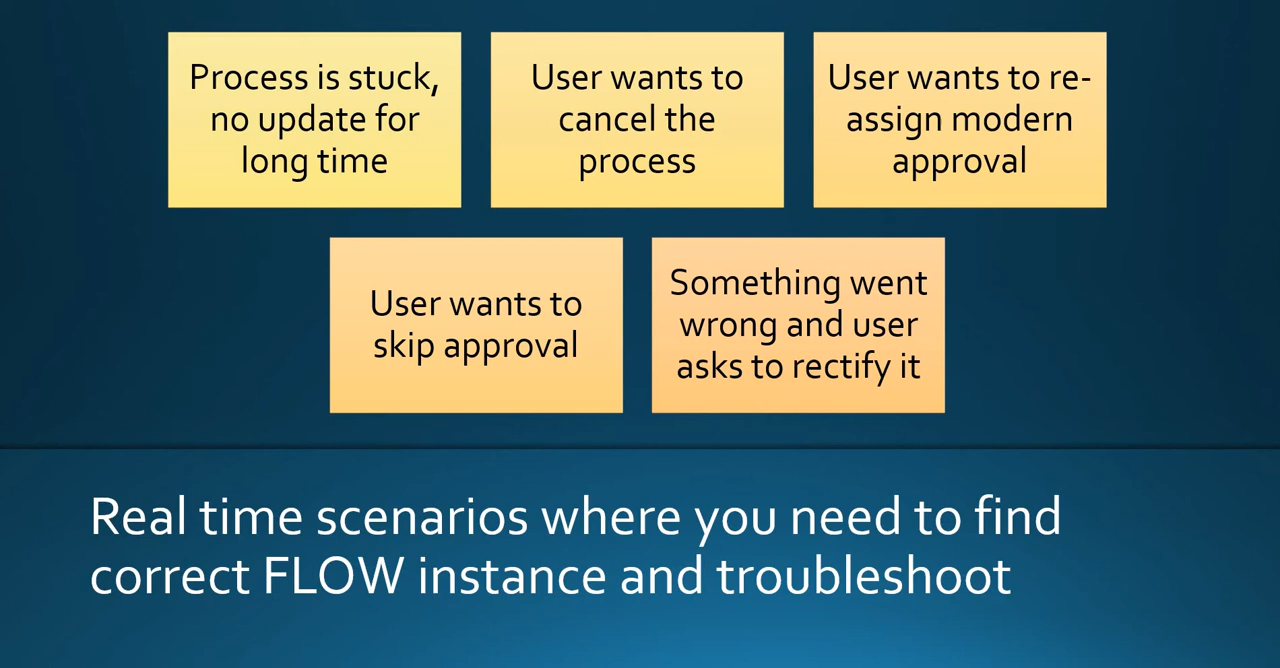 Process is stuck,
no update for
long time
User wants to
cancel the
process
User wants to re-
assign modern
approval
User wants to
skip approval
Something went
wrong and user
asks to rectify it
Real time scenarios where you need to find
correct FLOW instance and troubleshoot